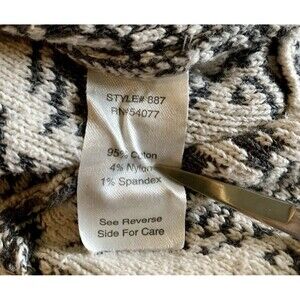 STYLE# 887
RN# 54077
95% Cotton
4% Nylon
1% Spandex
See Reverse
Side For Care